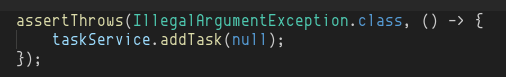 assertThrows(IllegalArgumentException.class, () -> {
    taskService.addTask(null);
});